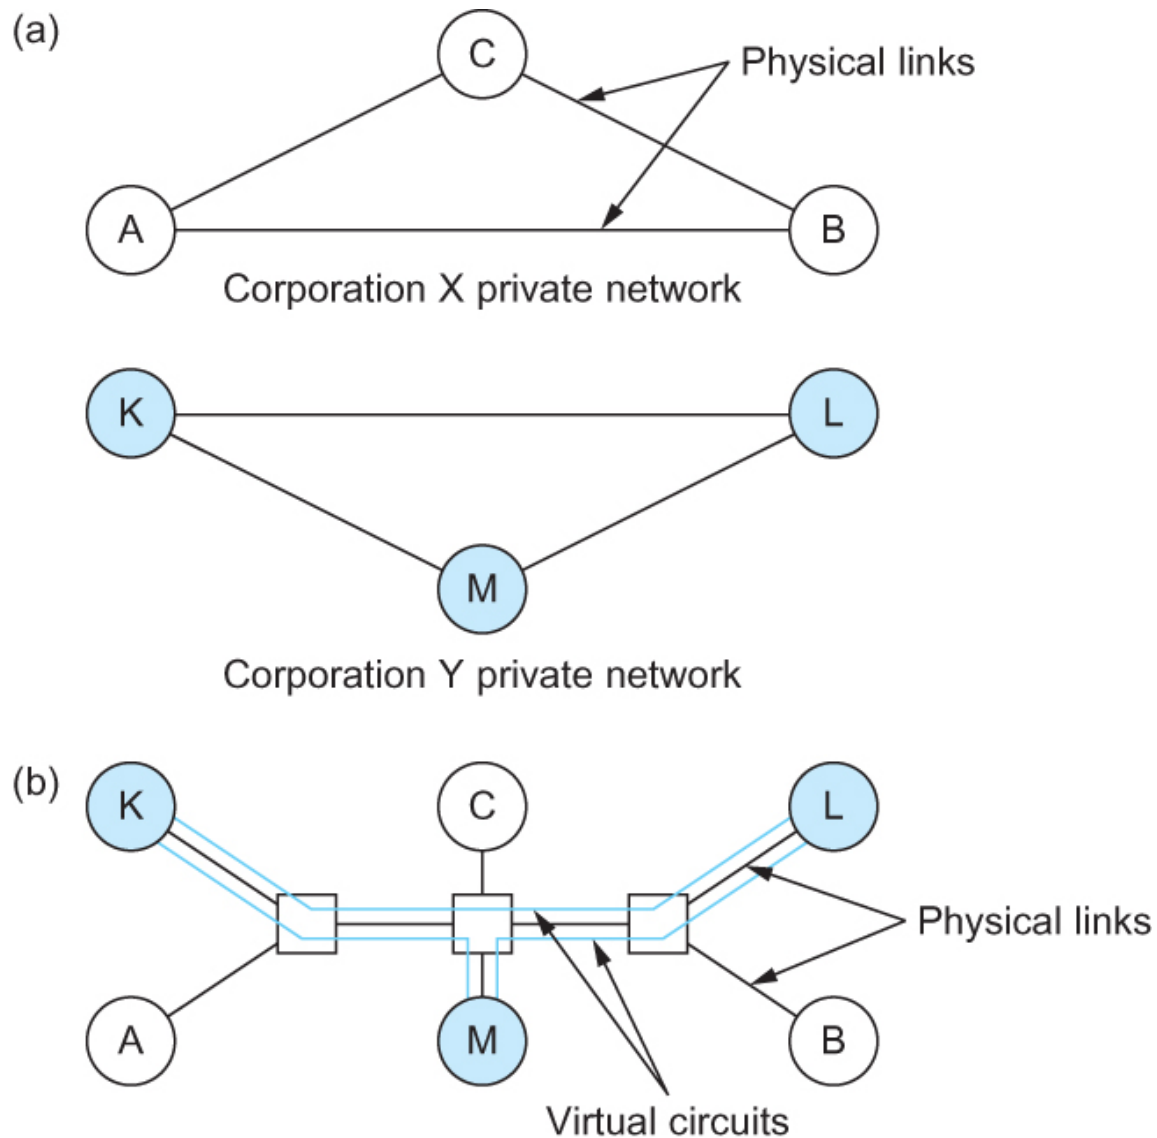 (a)
C
Physical links
A
B
Corporation X private network
K
L
M
Corporation Y private network
(b)
K
C
L
Physical links
A
M
B
Virtual circuits